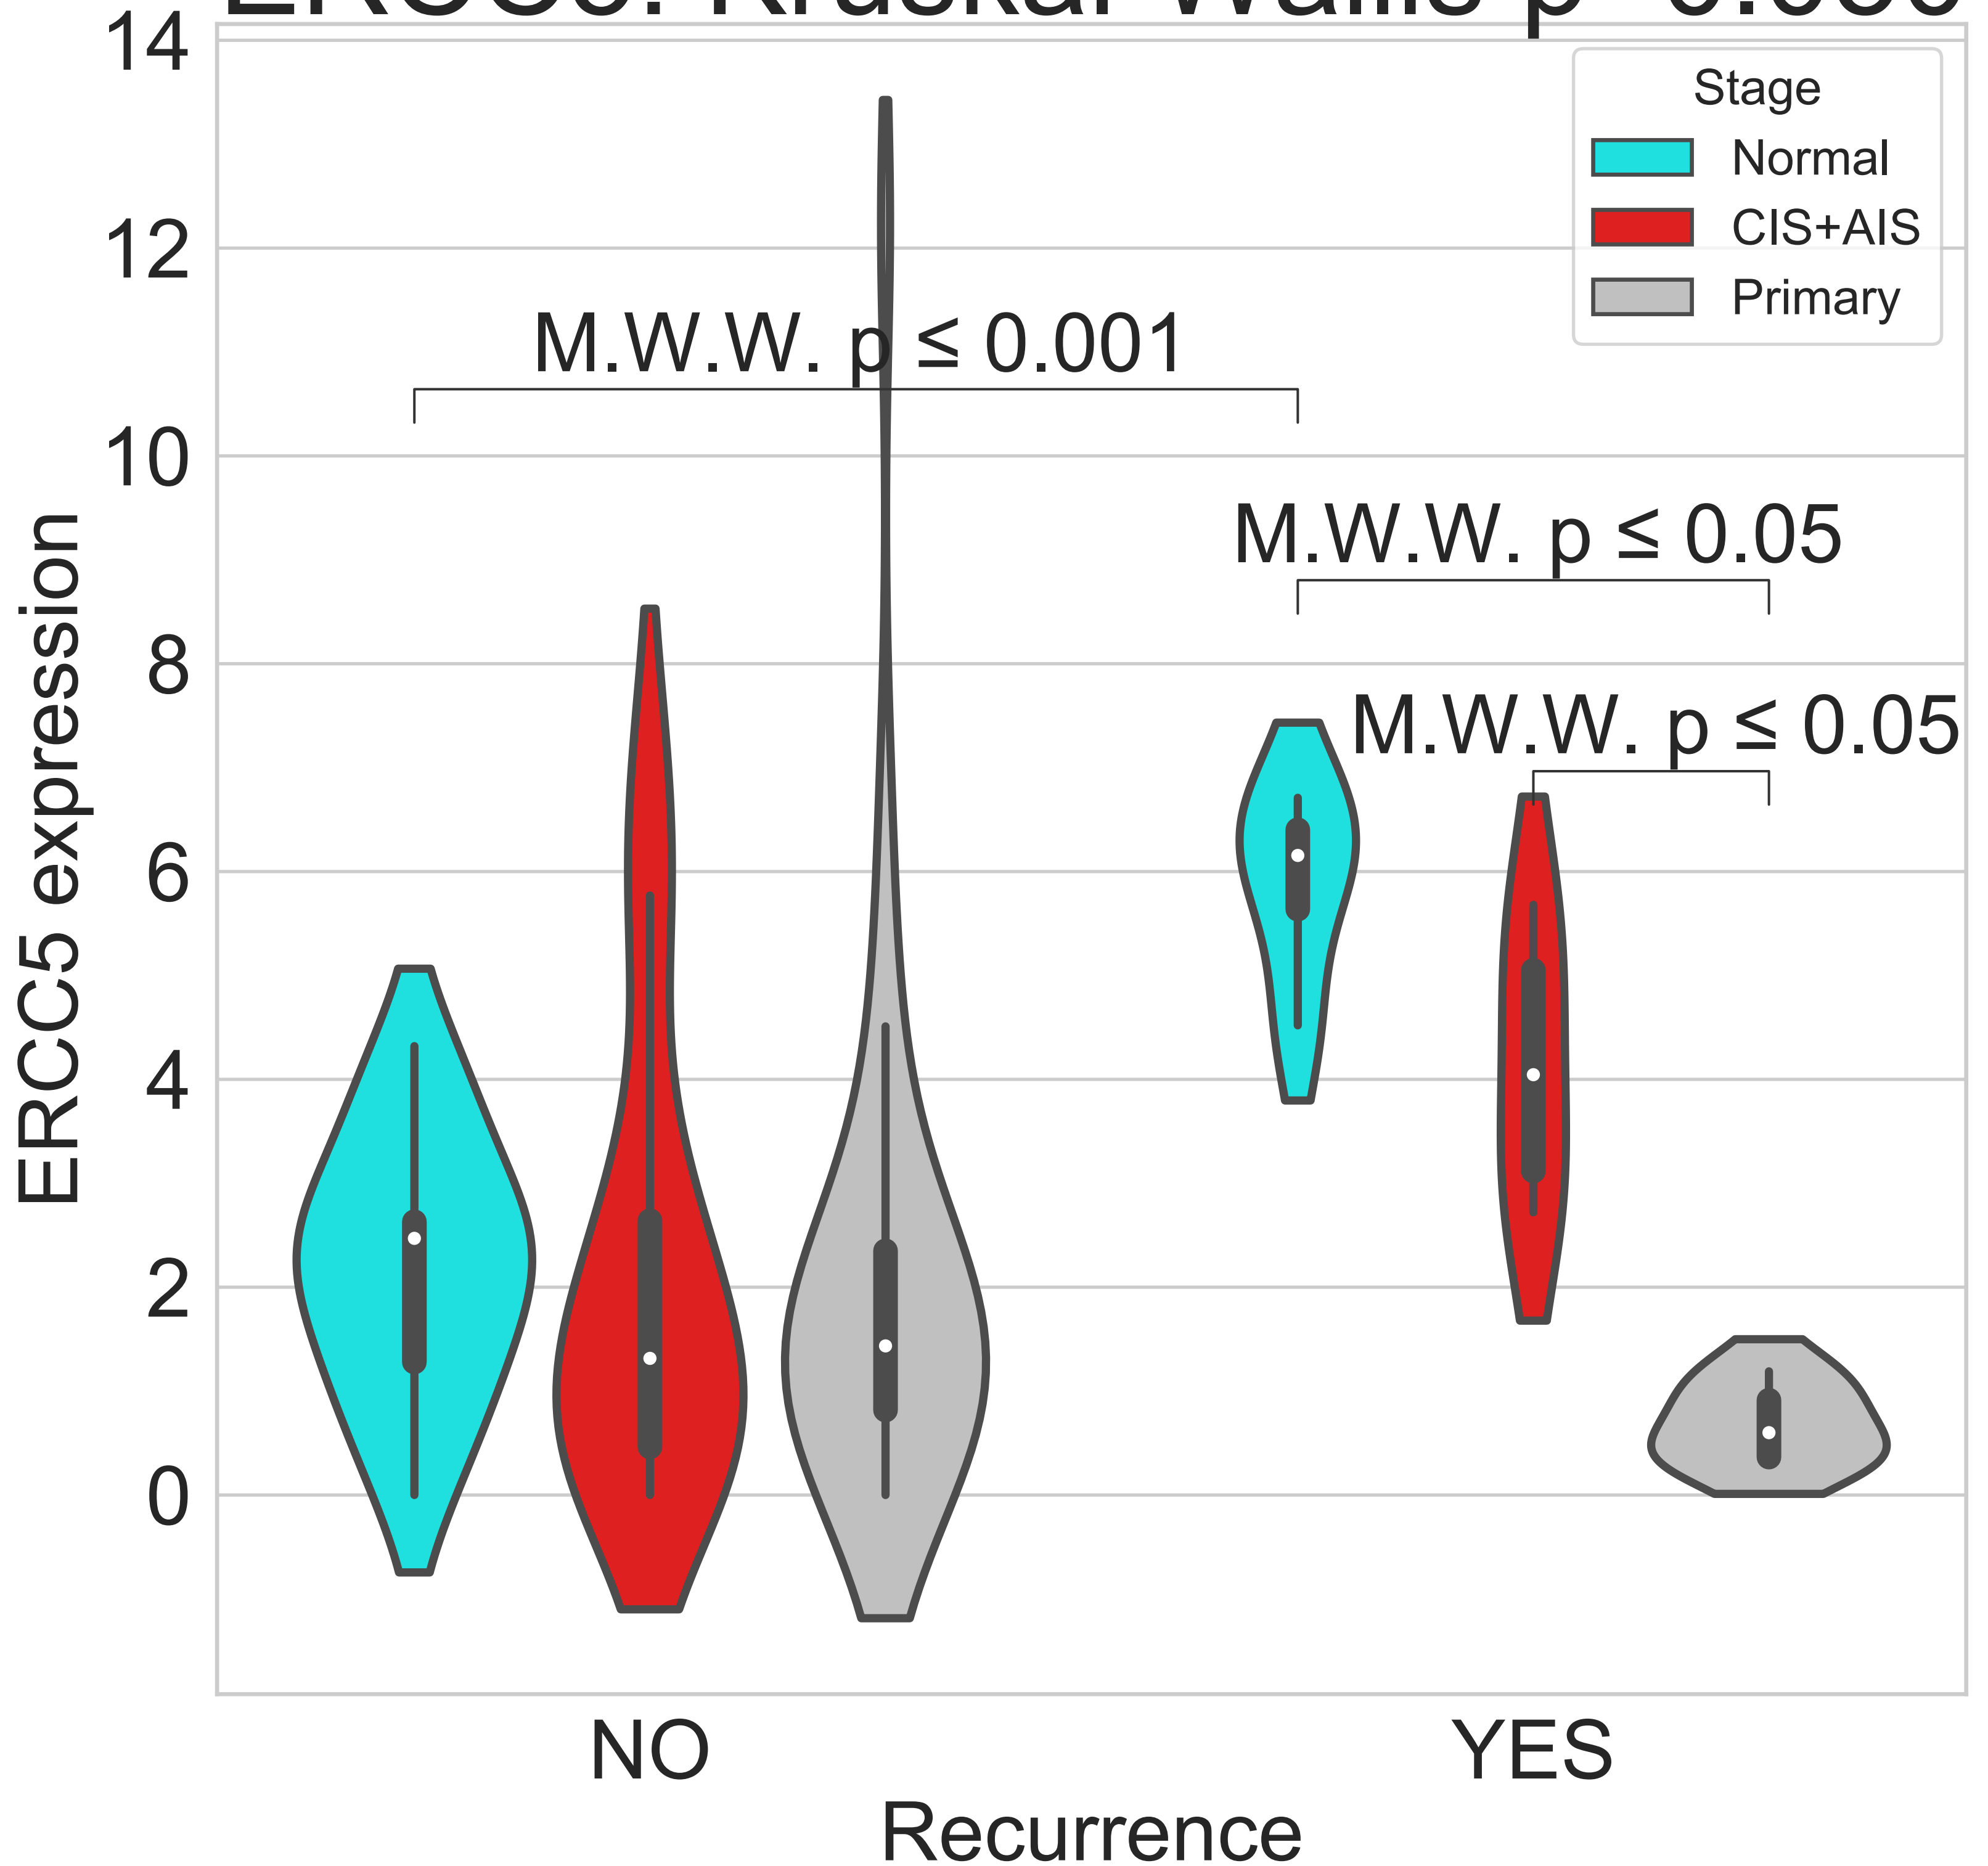 14
Stage
Normal
CIS+AIS
Primary
12
M.W.W. p ≤ 0.001
10
M.W.W. p ≤ 0.05
8
M.W.W. p ≤ 0.05
6
4
2
0
ERCC5 expression
NO
YES
Recurrence